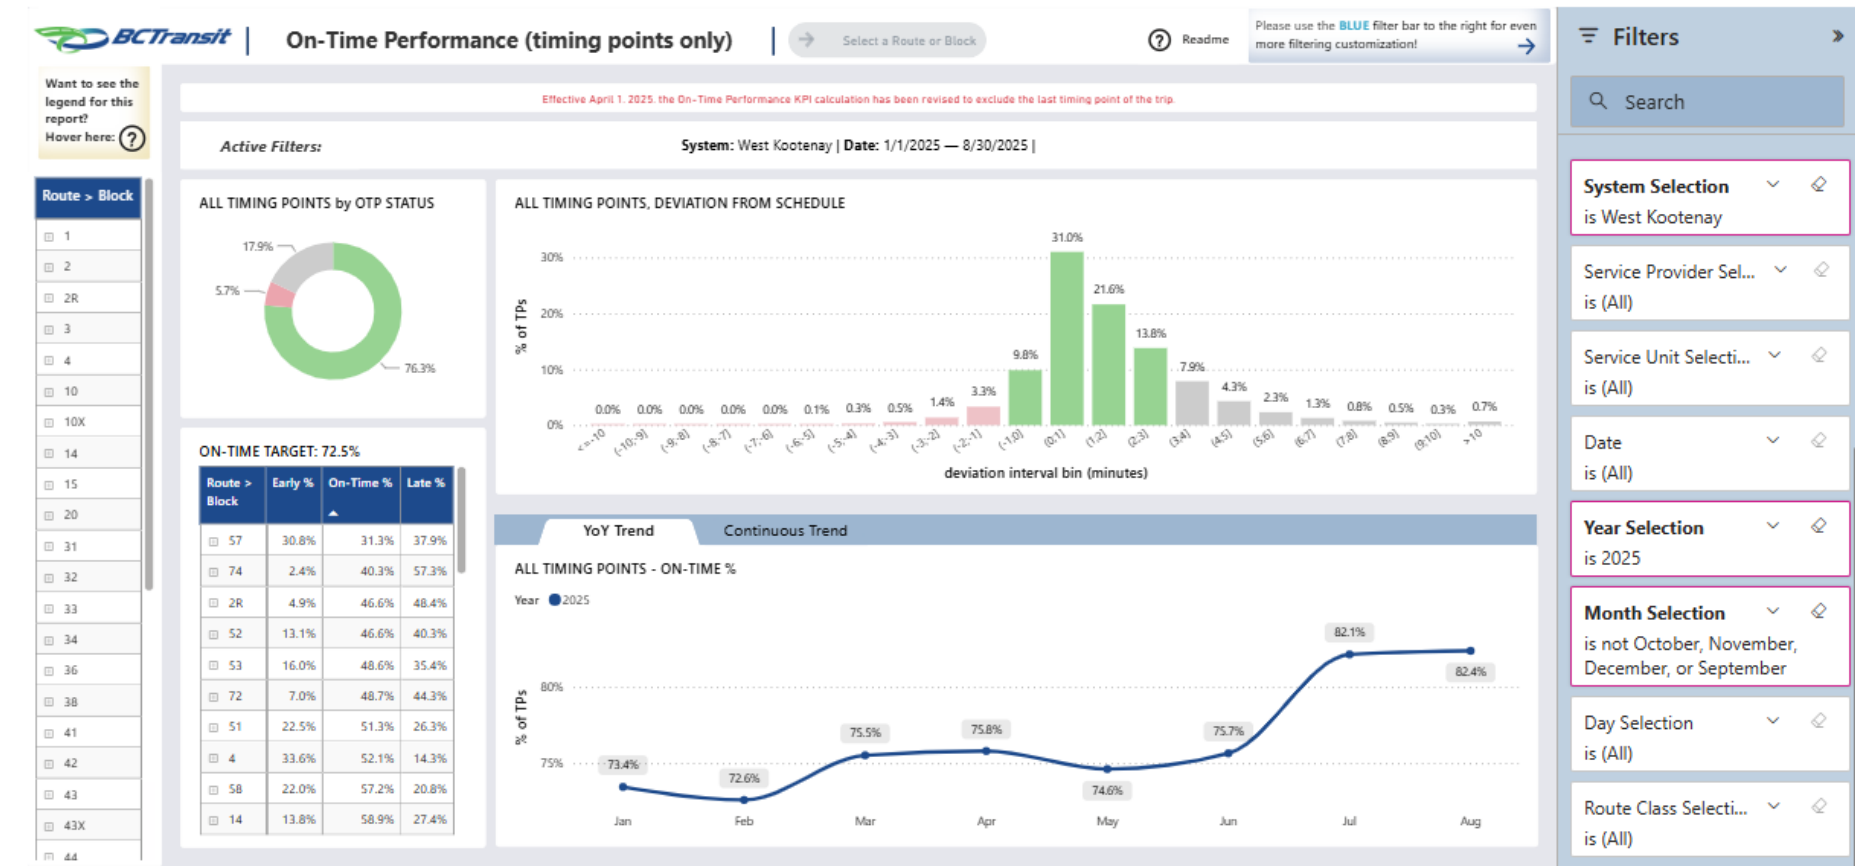 BCTransit
On-Time Performance (timing points only)
Select a Route or Block
Readme
Please use the BLUE filter bar to the right for even
more filtering customization!
Want to see the
legend for this
report?
Hover here:
Effective April 1, 2025, the On-Time Performance KPI calculation has been revised to exclude the last timing point of the trip.
Active Filters:
System: West Kootenay | Date: 1/1/2025 — 8/30/2025 |
Route > Block
1
2
2R
3
4
10
10X
14
15
20
31
32
33
34
36
38
41
42
43
43X
44
ALL TIMING POINTS by OTP STATUS
17.9%
5.7%
76.3%
ON-TIME TARGET: 72.5%
Route > Block Early % On-Time % Late %
57 30.8% 31.3% 37.9%
74 2.4% 40.3% 57.3%
2R 4.9% 46.6% 48.4%
52 13.1% 46.6% 40.3%
53 16.0% 48.6% 35.4%
72 7.0% 48.7% 44.3%
51 22.5% 51.3% 26.3%
4 33.6% 52.1% 14.3%
58 22.0% 57.2% 20.8%
14 13.8% 58.9% 27.4%
ALL TIMING POINTS, DEVIATION FROM SCHEDULE
% of TPs
30%
20%
10%
0%
0.0% 0.0% 0.0% 0.0% 0.0% 0.1% 0.3% 0.5% 1.4% 3.3% 9.8% 31.0% 21.6% 13.8% 7.9% 4.3% 2.3% 1.3% 0.8% 0.5% 0.3% 0.7%
<=-10 (-10;-9] (-9;-8] (-8;-7] (-7;-6] (-6;-5] (-5;-4] (-4;-3] (-3;-2] (-2;-1] (-1;0] (0;1] (1;2] (2;3] (3;4] (4;5] (5;6] (6;7] (7;8] (8;9] (9;10] >10
deviation interval bin (minutes)
YoY Trend
Continuous Trend
ALL TIMING POINTS - ON-TIME %
Year 2025
% of TPs
80%
75%
73.4% 72.6% 75.5% 75.8% 74.6% 75.7% 82.1% 82.4%
Jan Feb Mar Apr May Jun Jul Aug
Filters
Search
System Selection
is West Kootenay
Service Provider Sel...
is (All)
Service Unit Selecti...
is (All)
Date
is (All)
Year Selection
is 2025
Month Selection
is not October, November,
December, or September
Day Selection
is (All)
Route Class Selecti...
is (All)